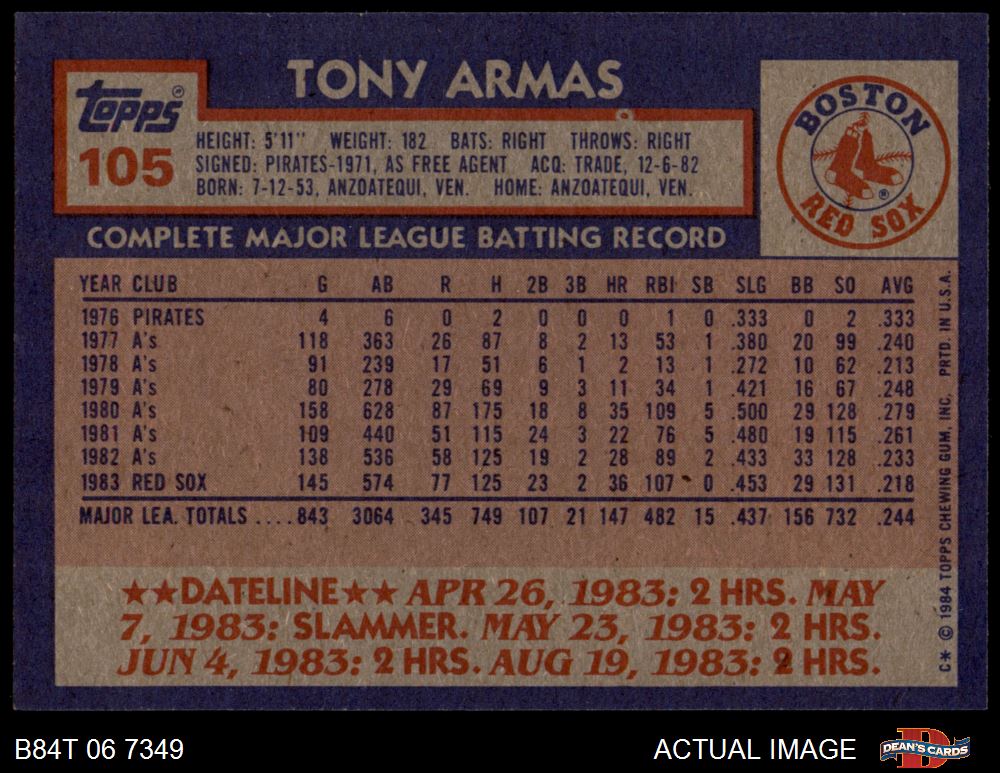 TONY ARMAS
Topps®
105
HEIGHT: 5'11" WEIGHT: 182 BATS: RIGHT THROWS: RIGHT
SIGNED: PIRATES-1971, AS FREE AGENT ACQ: TRADE, 12-6-82
BORN: 7-12-53, ANZOATEQUI, VEN. HOME: ANZOATEQUI, VEN.
BOSTON
RED SOX
®
COMPLETE MAJOR LEAGUE BATTING RECORD
YEAR CLUB G AB R H 2B 3B HR RBI SB SLG BB SO AVG
1976 PIRATES 4 6 0 2 0 0 0 1 0 .333 0 2 .333
1977 A's 118 363 26 87 8 2 13 53 1 .380 20 99 .240
1978 A's 91 239 17 51 6 1 2 13 1 .272 10 62 .213
1979 A's 80 278 29 69 9 3 11 34 1 .421 16 67 .248
1980 A's 158 628 87 175 18 8 35 109 5 .500 29 128 .279
1981 A's 109 440 51 115 24 3 22 76 5 .480 19 115 .261
1982 A's 138 536 58 125 19 2 28 89 2 .433 33 128 .233
1983 RED SOX 145 574 77 125 23 2 36 107 0 .453 29 131 .218
MAJOR LEA. TOTALS ....843 3064 345 749 107 21 147 482 15 .437 156 732 .244
★★DATELINE★★ APR 26, 1983: 2 HRS. MAY
7, 1983: SLAMMER. MAY 23, 1983: 2 HRS.
JUN 4, 1983: 2 HRS. AUG 19, 1983: 2 HRS.
C* © 1984 TOPPS CHEWING GUM, INC. PRTD. IN U.S.A.
B84T 06 7349
ACTUAL IMAGE
DEAN'S CARDS